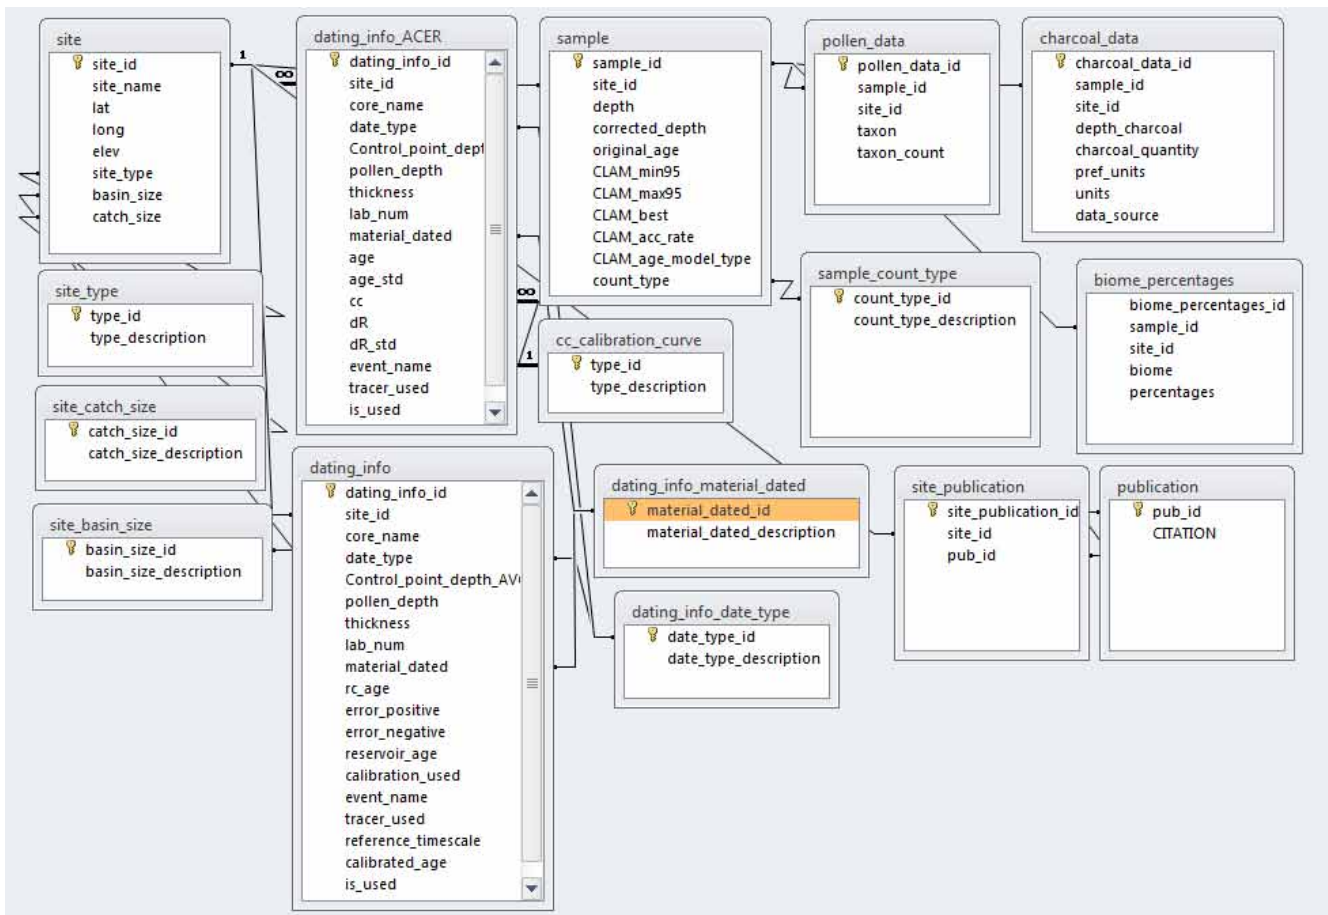 site
site_id
site_name
lat
long
elev
site_type
basin_size
catch_size
1
∞
dating_info_ACER
dating_info_id
site_id
core_name
date_type
Control_point_dept
pollen_depth
thickness
lab_num
material_dated
age
age_std
cc
dR
dR_std
event_name
tracer_used
is_used
sample
sample_id
site_id
depth
corrected_depth
original_age
CLAM_min95
CLAM_max95
CLAM_best
CLAM_acc_rate
CLAM_age_model_type
count_type
pollen_data
pollen_data_id
sample_id
site_id
taxon
taxon_count
charcoal_data
charcoal_data_id
sample_id
site_id
depth_charcoal
charcoal_quantity
pref_units
units
data_source
site_type
type_id
type_description
∞
1
cc_calibration_curve
type_id
type_description
sample_count_type
count_type_id
count_type_description
biome_percentages
biome_percentages_id
sample_id
site_id
biome
percentages
site_catch_size
catch_size_id
catch_size_description
site_basin_size
basin_size_id
basin_size_description
dating_info
dating_info_id
site_id
core_name
date_type
Control_point_depth_AV
pollen_depth
thickness
lab_num
material_dated
rc_age
error_positive
error_negative
reservoir_age
calibration_used
event_name
tracer_used
reference_timescale
calibrated_age
is_used
dating_info_material_dated
material_dated_id
material_dated_description
dating_info_date_type
date_type_id
date_type_description
site_publication
site_publication_id
site_id
pub_id
publication
pub_id
CITATION